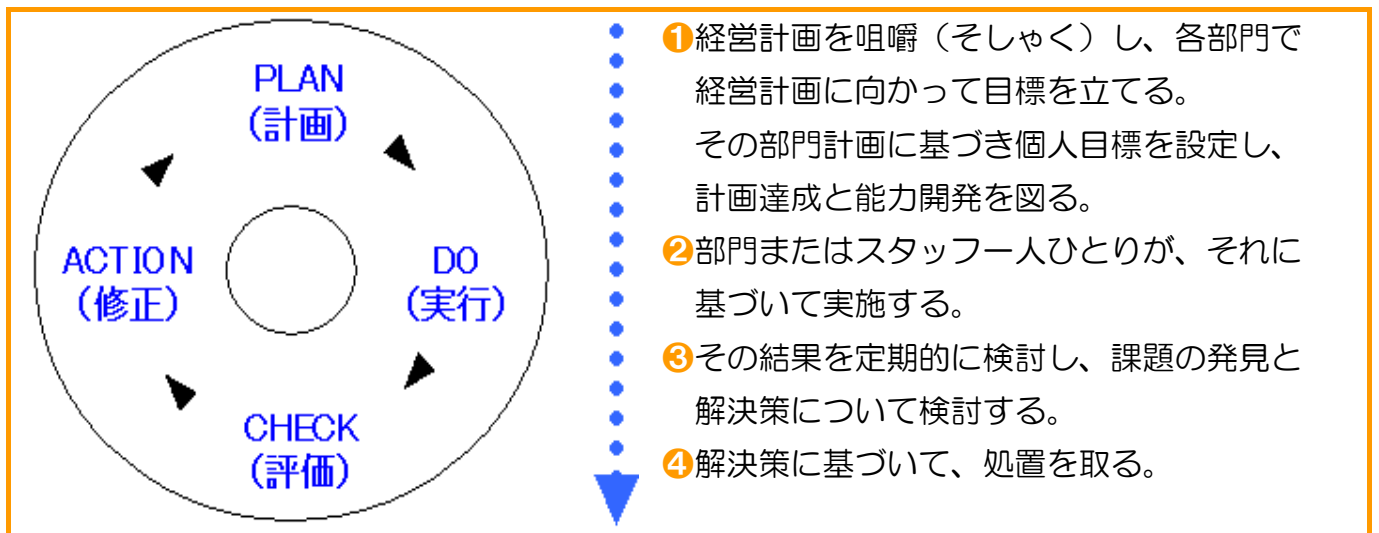 PLAN
(計画)
ACTION
(修正)
DO
(実行)
CHECK
(評価)
❶経営計画を咀嚼（そしゃく）し、各部門で
経営計画に向かって目標を立てる。
その部門計画に基づき個人目標を設定し、
計画達成と能力開発を図る。
❷部門またはスタッフ一人ひとりが、それに
基づいて実施する。
❸その結果を定期的に検討し、課題の発見と
解決策について検討する。
❹解決策に基づいて、処置を取る。